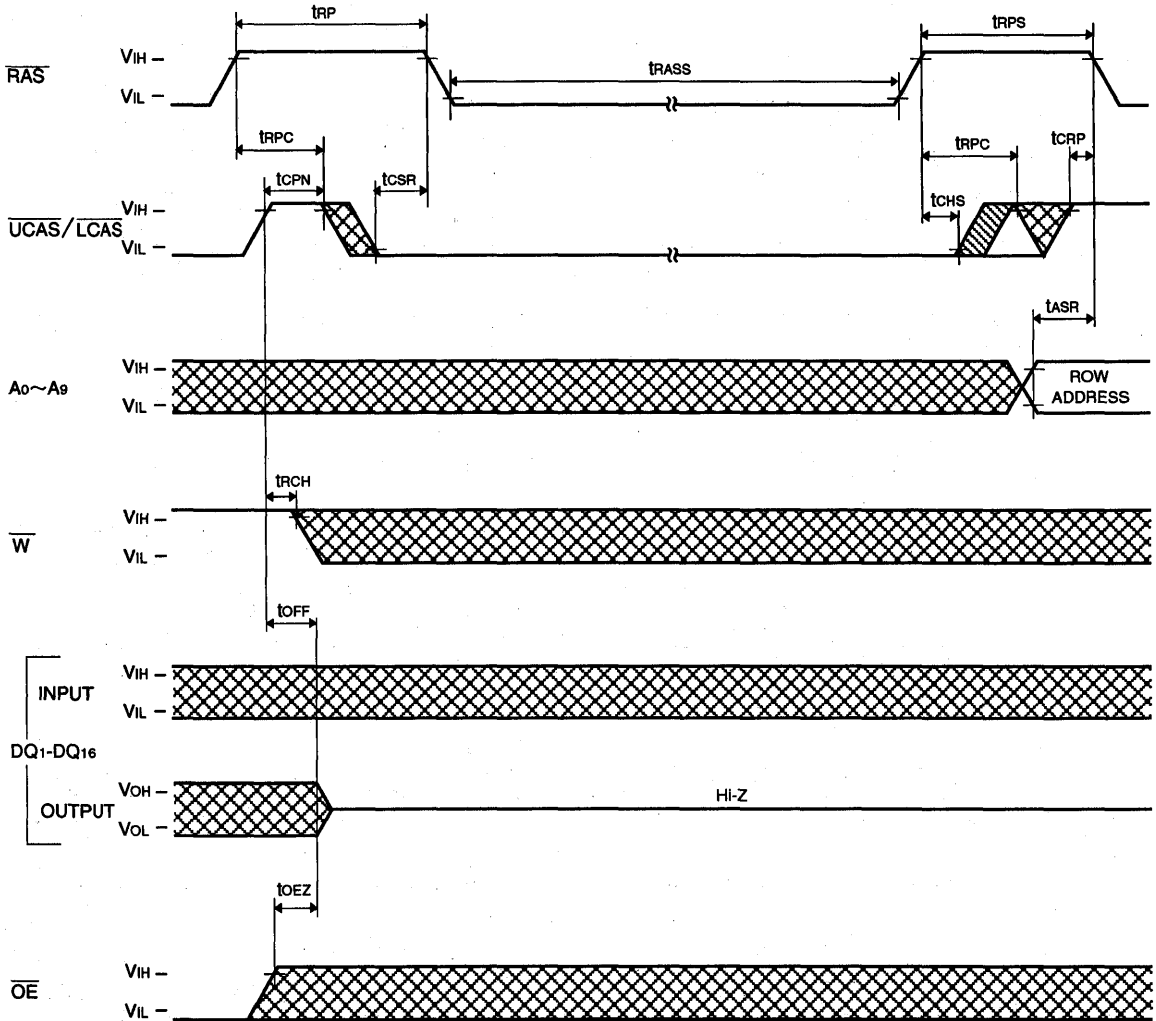 tRP
tRPS
RAS
VIH –
VIL –
tRASS
tRPC
tRPC
tCRP
tCPN
tCSR
tCHS
UCAS/LCAS
VIH –
VIL –
tASR
A0~A9
VIH –
VIL –
ROW
ADDRESS
tRCH
W
VIH –
VIL –
tOFF
DQ1-DQ16
INPUT
VIH –
VIL –
OUTPUT
VOH –
VOL –
Hi-Z
tOEZ
OE
VIH –
VIL –